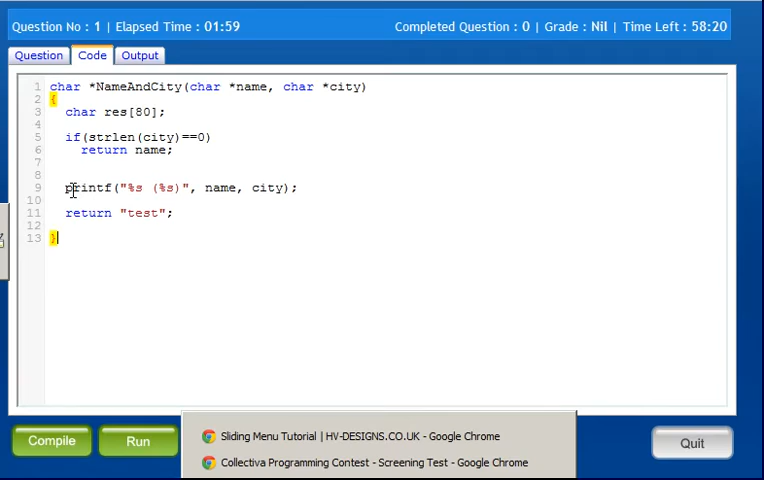 Question No : 1 | Elapsed Time : 01:59 Completed Question : 0 | Grade : Nil | Time Left : 58:20
Question Code Output
1 char *NameAndCity(char *name, char *city)
2 {
3 char res[80];
4
5 if(strlen(city)==0)
6 return name;
7
8
9 printf("%s (%s)", name, city);
10
11 return "test";
12
13 }
Compile Run Quit
Sliding Menu Tutorial | HV-DESIGNS.CO.UK - Google Chrome
Collectiva Programming Contest - Screening Test - Google Chrome